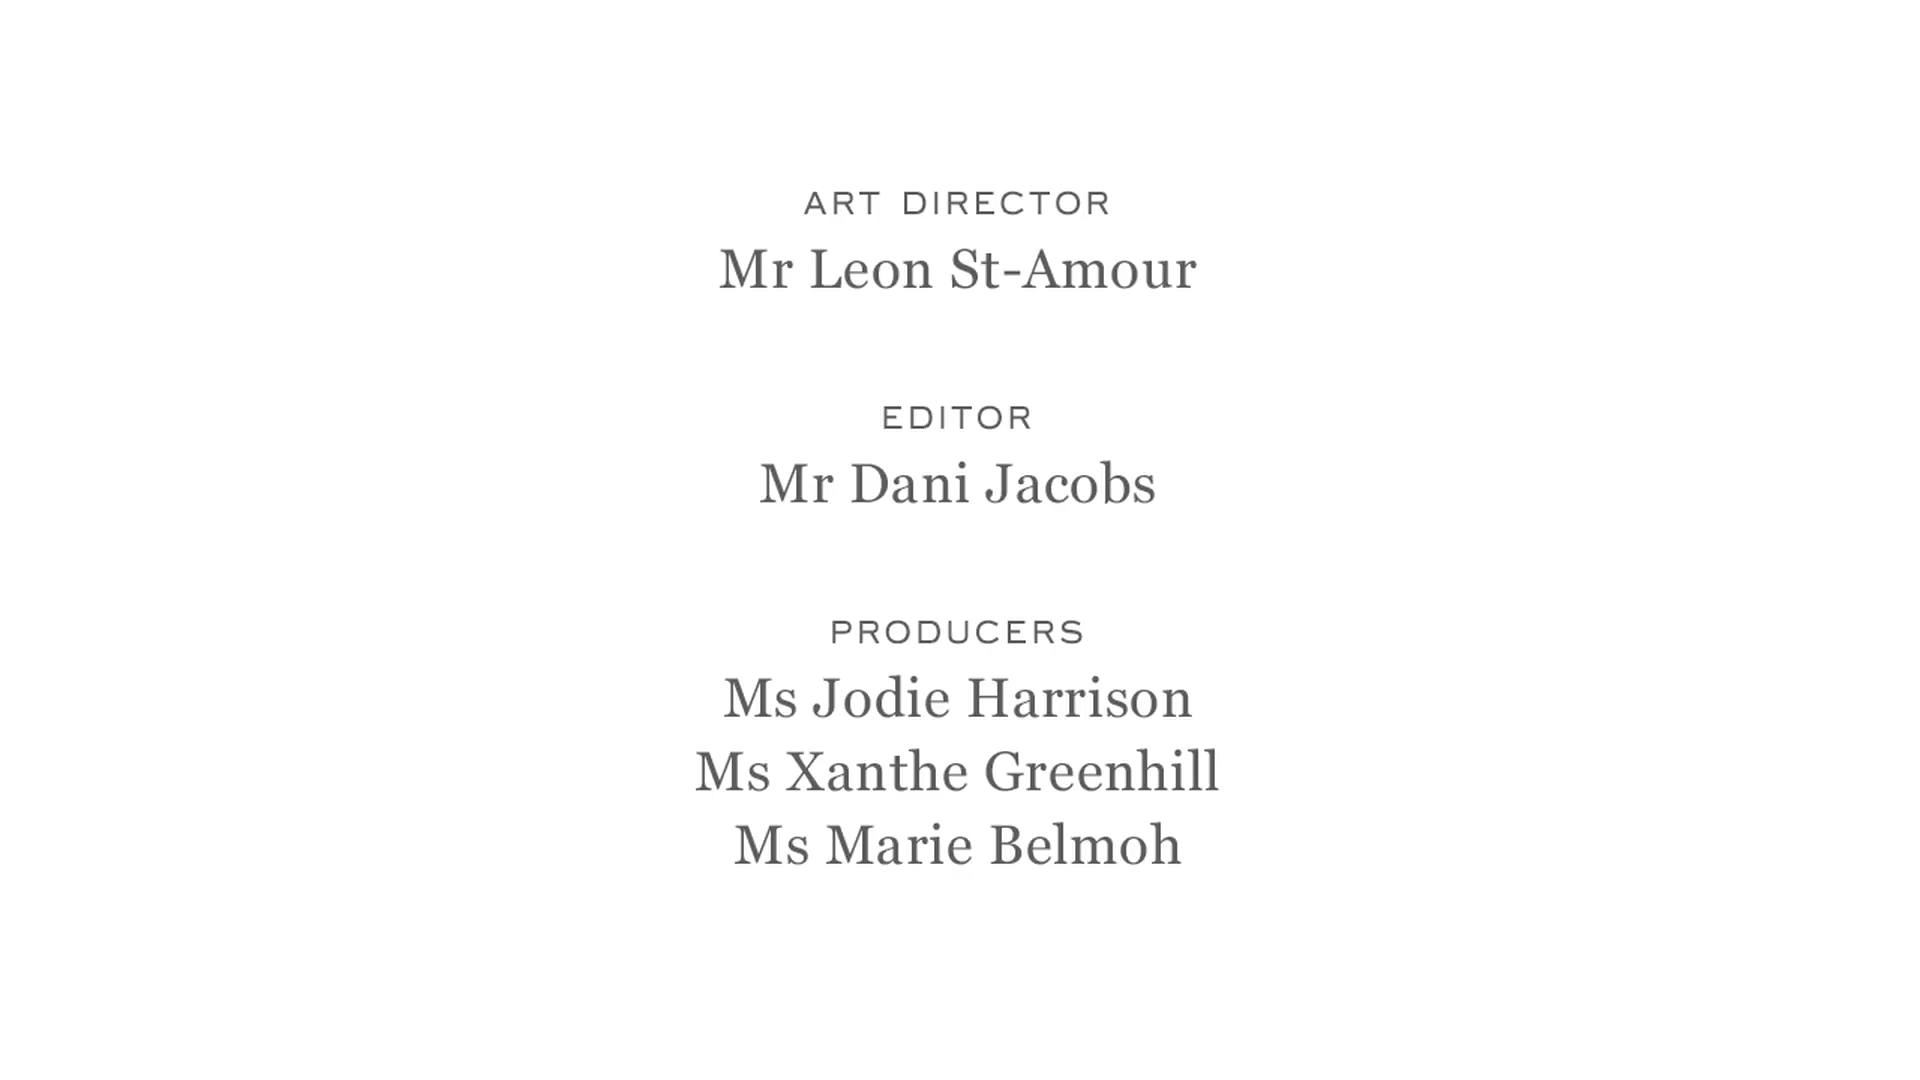 ART DIRECTOR
Mr Leon St-Amour
EDITOR
Mr Dani Jacobs
PRODUCERS
Ms Jodie Harrison
Ms Xanthe Greenhill
Ms Marie Belmoh